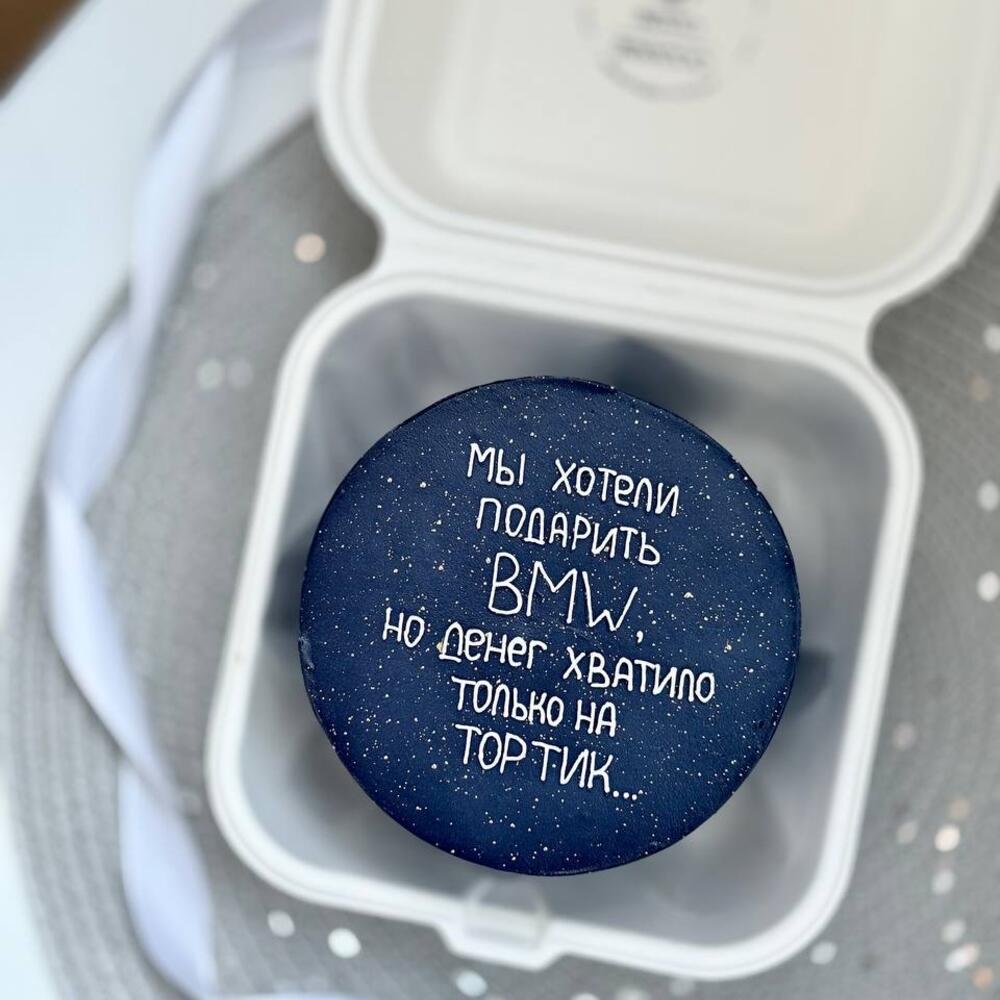 МЫ ХОТЕЛИ
ПОДАРИТЬ
BMW,
НО ДЕНЕГ ХВАТИЛО
ТОЛЬКО НА
ТОРТИК...